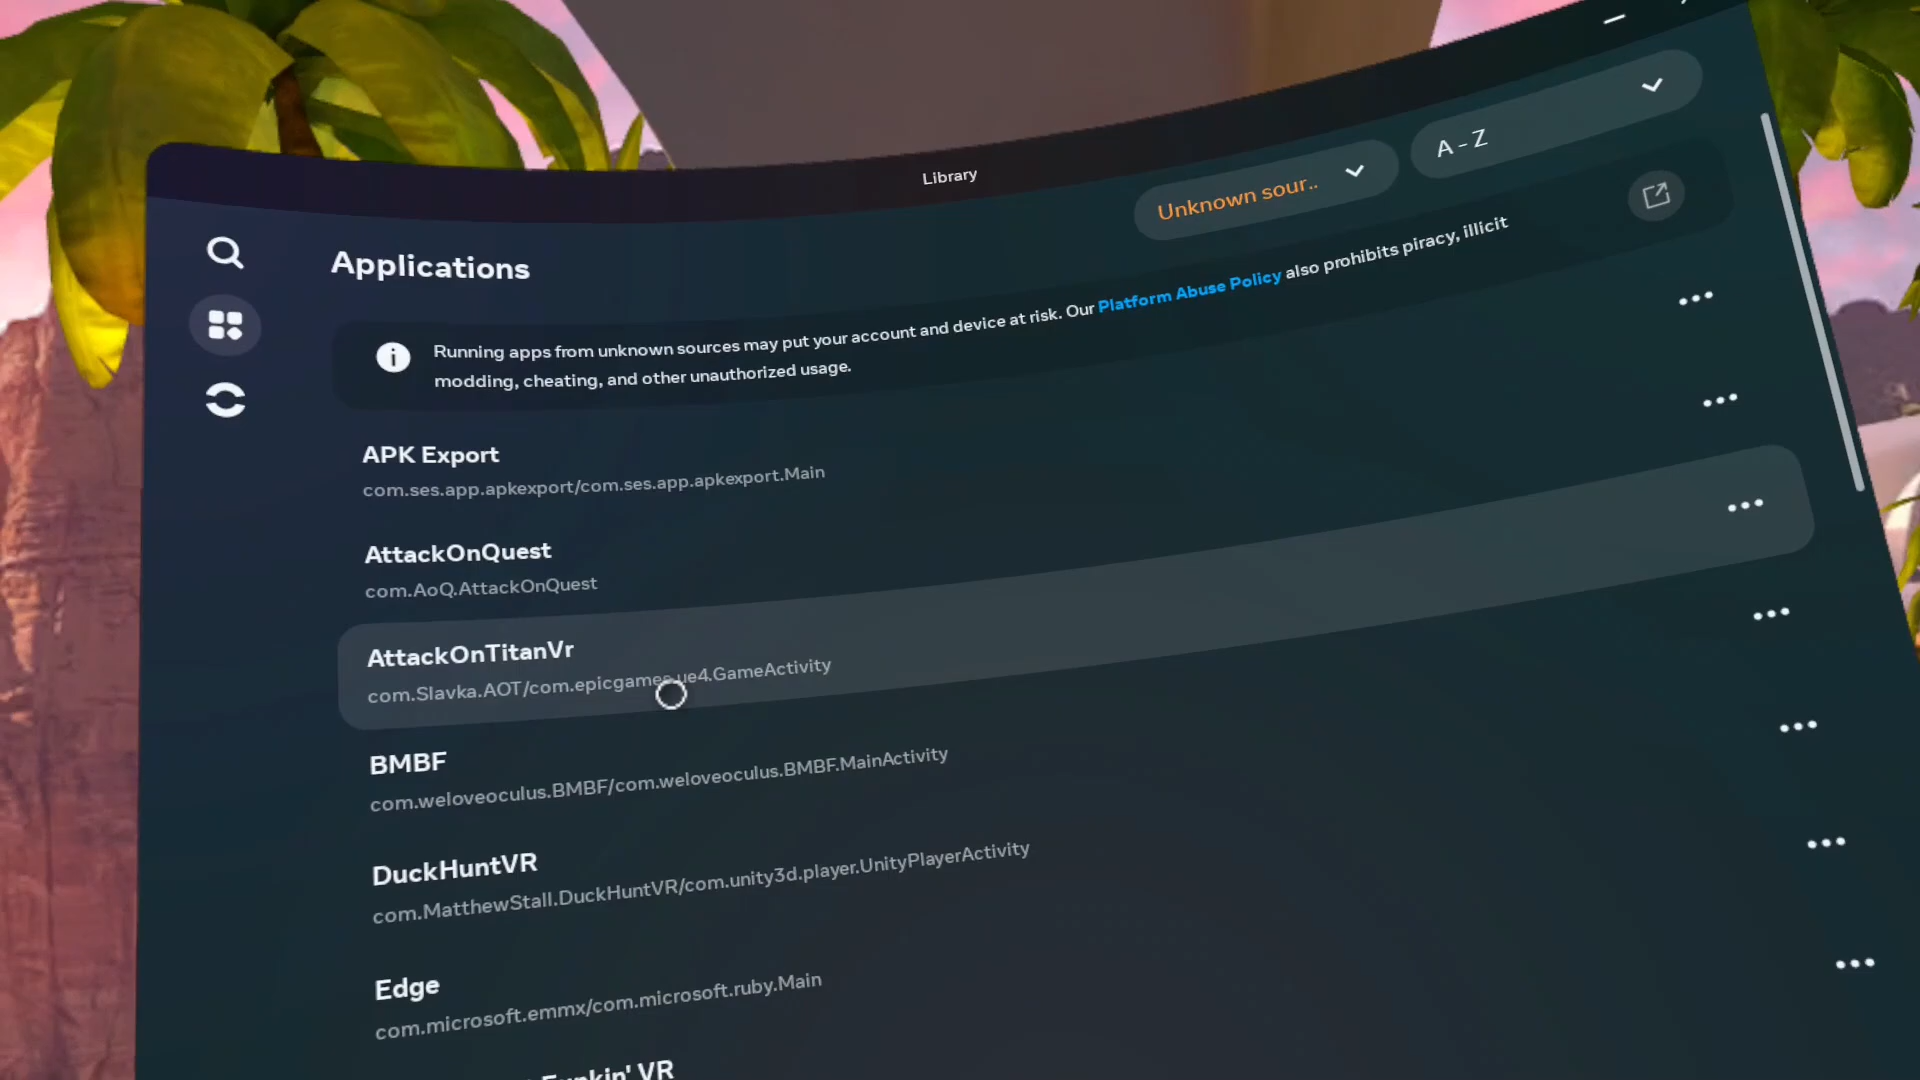 Library
Applications
Unknown sour..
A - Z
Running apps from unknown sources may put your account and device at risk. Our Platform Abuse Policy also prohibits piracy, illicit
modding, cheating, and other unauthorized usage.
APK Export
com.ses.app.apkexport/com.ses.app.apkexport.Main
AttackOnQuest
com.AoQ.AttackOnQuest
AttackOnTitanVr
com.Slavka.AOT/com.epicgames.ue4.GameActivity
BMBF
com.weloveoculus.BMBF/com.weloveoculus.BMBF.MainActivity
DuckHuntVR
com.MatthewStall.DuckHuntVR/com.unity3d.player.UnityPlayerActivity
Edge
com.microsoft.emmx/com.microsoft.ruby.Main
Funkin' VR